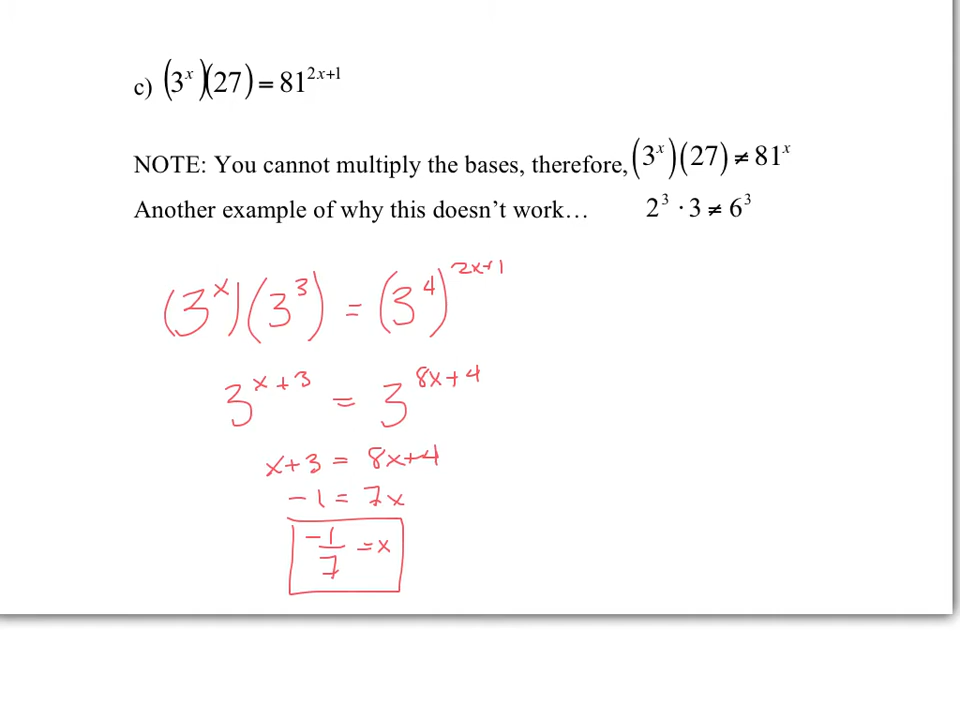 c) (3^x)(27) = 81^(2x+1)
NOTE: You cannot multiply the bases, therefore, (3^x)(27) ≠ 81^x
Another example of why this doesn't work… 2^3 · 3 ≠ 6^3
(3^x)(3^3) = (3^4)^(2x+1)
3^(x+3) = 3^(8x+4)
x+3 = 8x+4
-1 = 7x
-1/7 = x